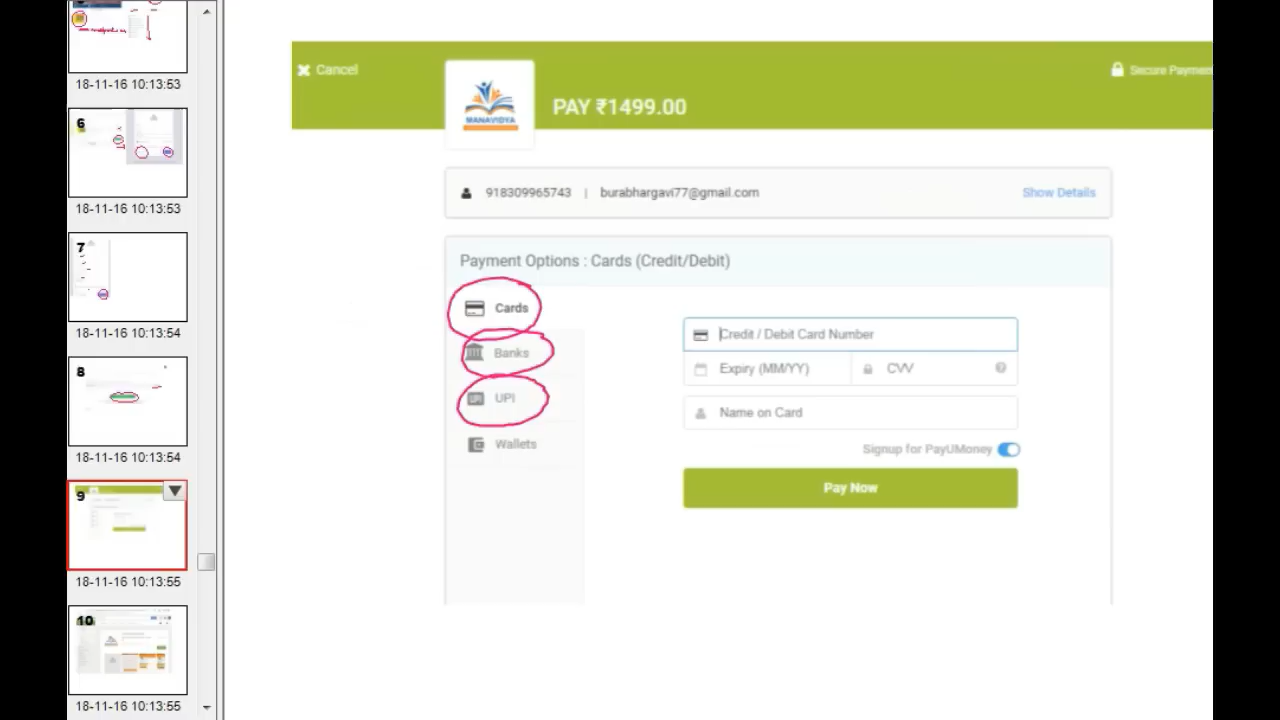 18-11-16 10:13:53
6
18-11-16 10:13:53
7
18-11-16 10:13:54
8
18-11-16 10:13:54
9
18-11-16 10:13:55
10
18-11-16 10:13:55
Cancel
Secure Payment
MANAVIDYA
PAY ₹1499.00
918309965743 | burabhargavi77@gmail.com
Show Details
Payment Options : Cards (Credit/Debit)
Cards
Banks
UPI
Wallets
Credit / Debit Card Number
Expiry (MM/YY)
CVV
Name on Card
Signup for PayUMoney
Pay Now